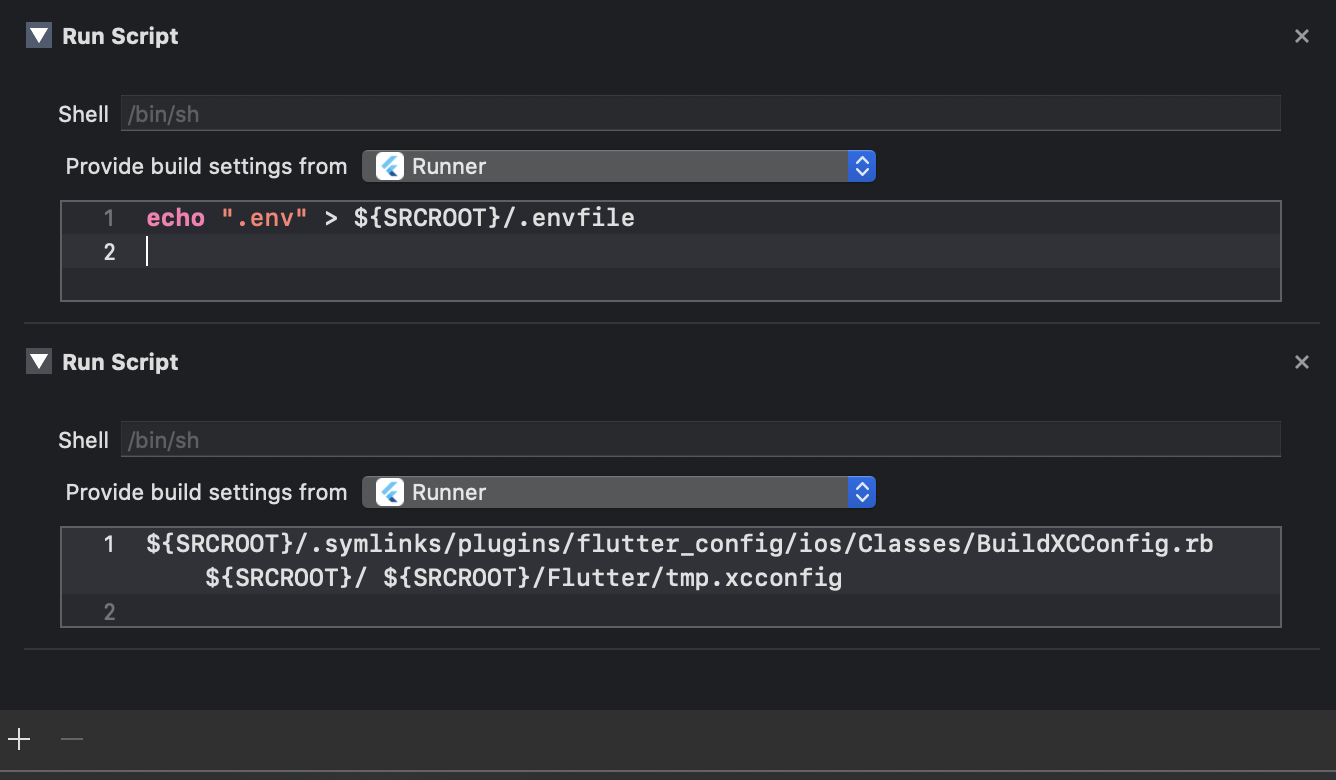 Run Script
Shell /bin/sh
Provide build settings from Runner
1 echo ".env" > ${SRCROOT}/.envfile
2
Run Script
Shell /bin/sh
Provide build settings from Runner
1 ${SRCROOT}/.symlinks/plugins/flutter_config/ios/Classes/BuildXCConfig.rb
${SRCROOT}/ ${SRCROOT}/Flutter/tmp.xcconfig
2